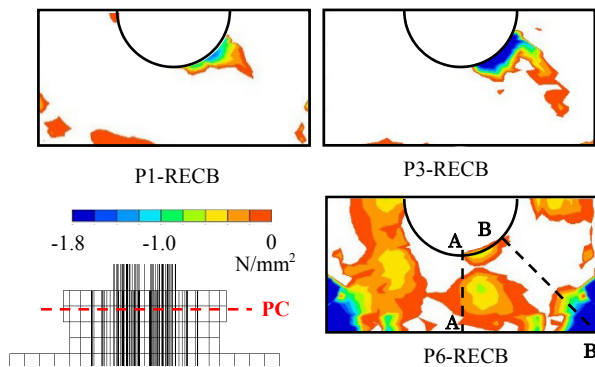 P1-RECB
P3-RECB
-1.8 -1.0 0
N/mm²
PC
A B
A B
P6-RECB